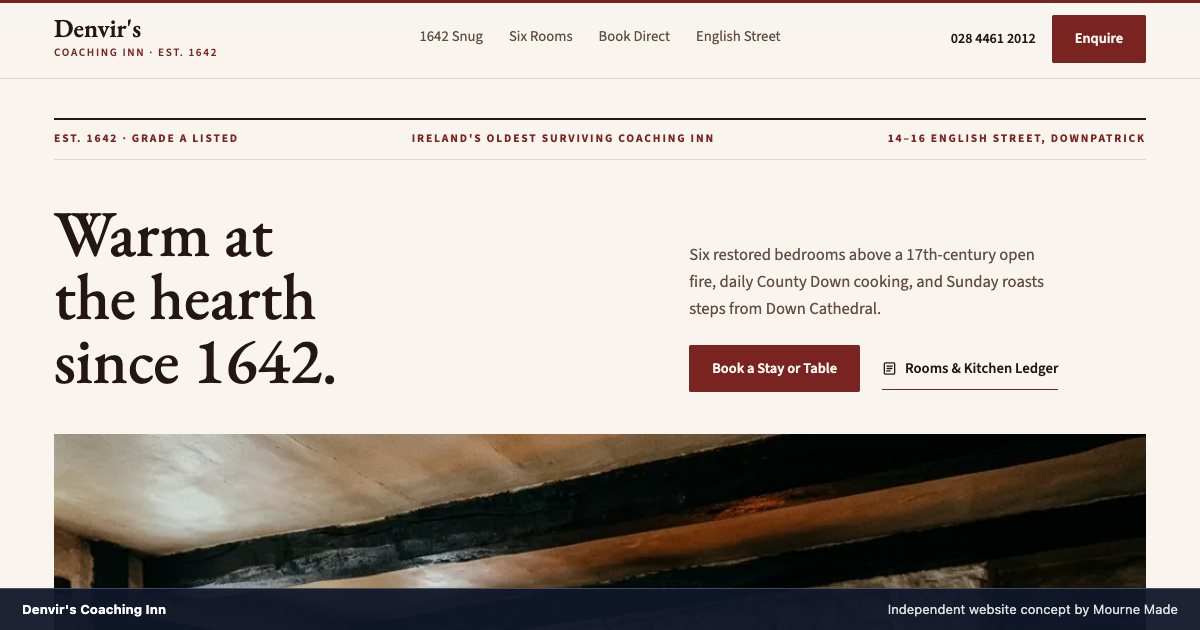 Denvir's
COACHING INN · EST. 1642
1642 Snug
Six Rooms
Book Direct
English Street
028 4461 2012
Enquire
EST. 1642 · GRADE A LISTED
IRELAND'S OLDEST SURVIVING COACHING INN
14–16 ENGLISH STREET, DOWNPATRICK
Warm at
the hearth
since 1642.
Six restored bedrooms above a 17th-century open
fire, daily County Down cooking, and Sunday roasts
steps from Down Cathedral.
Book a Stay or Table
Rooms & Kitchen Ledger
Denvir's Coaching Inn
Independent website concept by Mourne Made